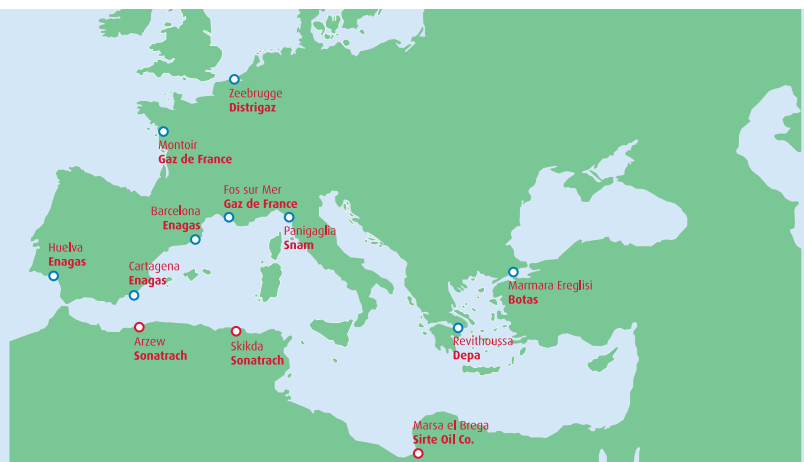 Zeebrugge
Distrigaz
Montoir
Gaz de France
Fos sur Mer
Gaz de France
Barcelona
Enagas
Panigaglia
Snam
Huelva
Enagas
Cartagena
Enagas
Marmara Ereglisi
Botas
Arzew
Sonatrach
Skikda
Sonatrach
Revithoussa
Depa
Marsa el Brega
Sirte Oil Co.